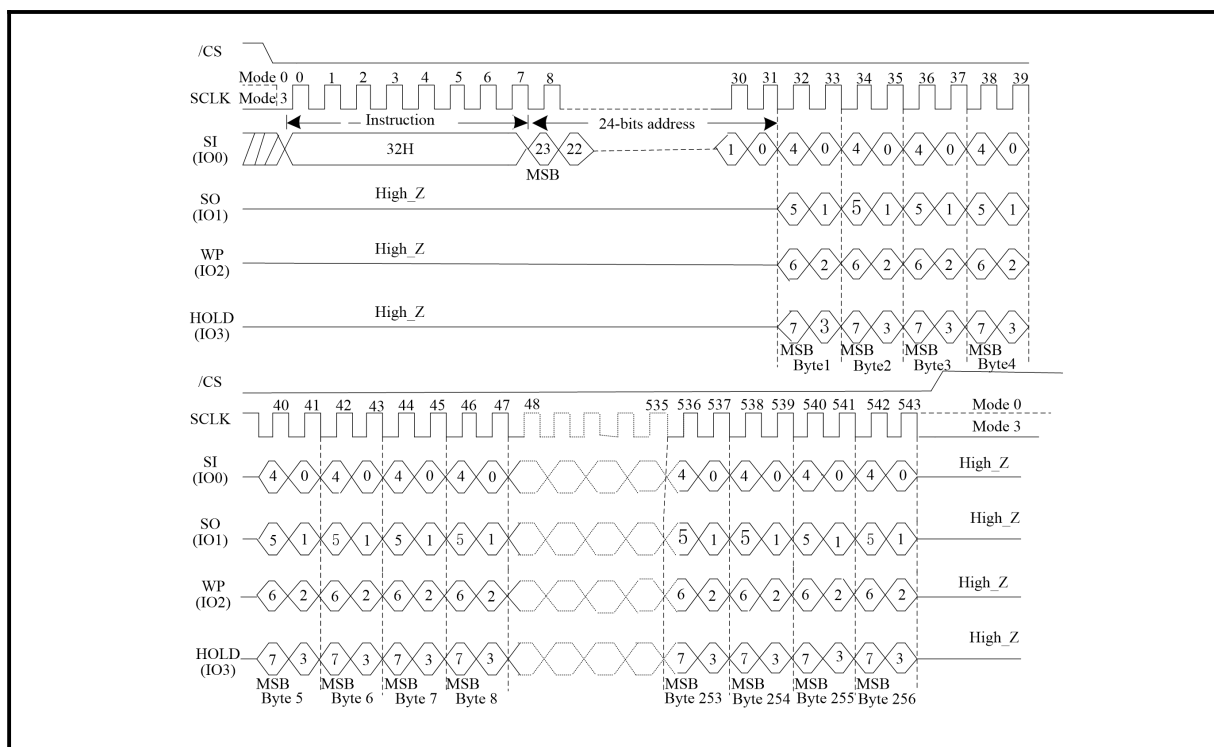 /CS
Mode 0 0 1 2 3 4 5 6 7 8 30 31 32 33 34 35 36 37 38 39
SCLK Mode 3
Instruction 24-bits address
SI
(IO0) 32H 23 22 1 0 4 0 4 0 4 0 4 0
MSB
SO
(IO1) High_Z 5 1 5 1 5 1 5 1
WP
(IO2) High_Z 6 2 6 2 6 2 6 2
HOLD
(IO3) High_Z 7 3 7 3 7 3 7 3
MSB MSB MSB MSB
Byte1 Byte2 Byte3 Byte4
/CS
40 41 42 43 44 45 46 47 48 535 536 537 538 539 540 541 542 543 Mode 0
SCLK
Mode 3
SI
(IO0) 4 0 4 0 4 0 4 0 4 0 4 0 4 0 4 0 High_Z
SO
(IO1) 5 1 5 1 5 1 5 1 5 1 5 1 5 1 5 1 High_Z
WP
(IO2) 6 2 6 2 6 2 6 2 6 2 6 2 6 2 6 2 High_Z
HOLD
(IO3) 7 3 7 3 7 3 7 3 7 3 7 3 7 3 7 3 High_Z
MSB MSB MSB MSB MSB MSB MSB MSB
Byte 5 Byte 6 Byte 7 Byte 8 Byte 253 Byte 254 Byte 255 Byte 256